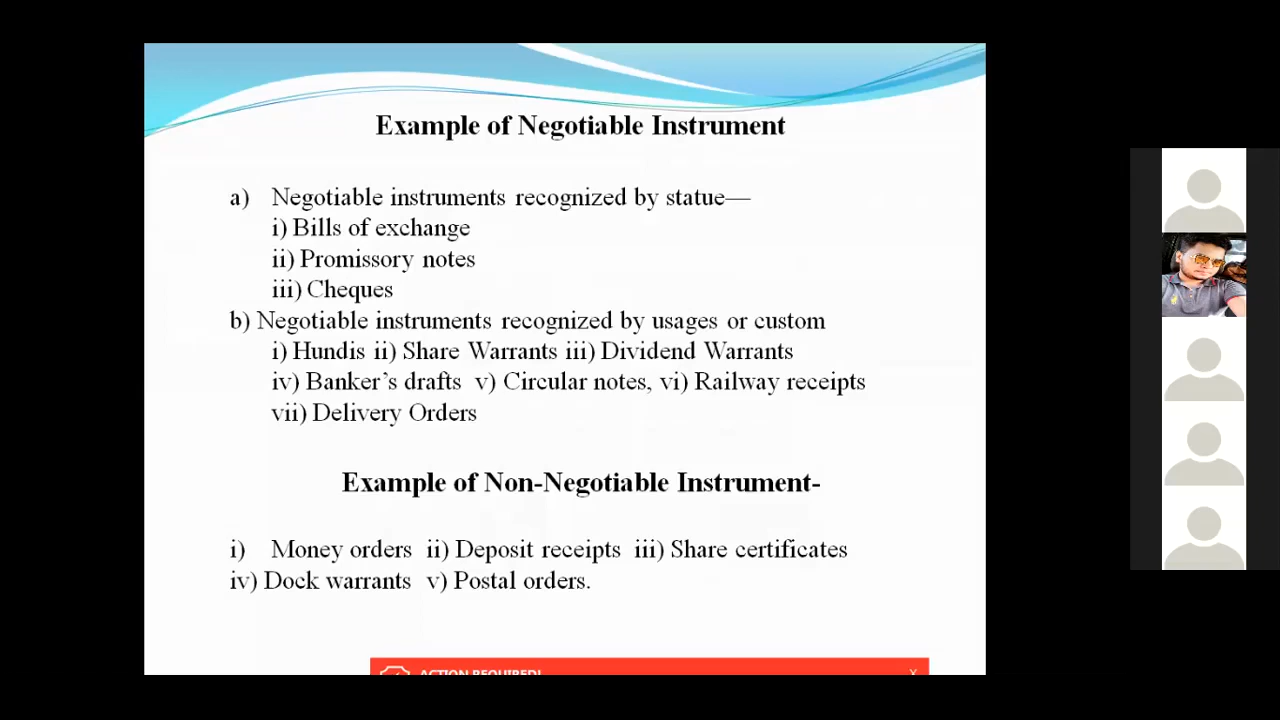 Example of Negotiable Instrument
a) Negotiable instruments recognized by statue—
i) Bills of exchange
ii) Promissory notes
iii) Cheques
b) Negotiable instruments recognized by usages or custom
i) Hundis ii) Share Warrants iii) Dividend Warrants
iv) Banker’s drafts v) Circular notes, vi) Railway receipts
vii) Delivery Orders
Example of Non-Negotiable Instrument-
i) Money orders ii) Deposit receipts iii) Share certificates
iv) Dock warrants v) Postal orders.
ACTION REQUIRED! X